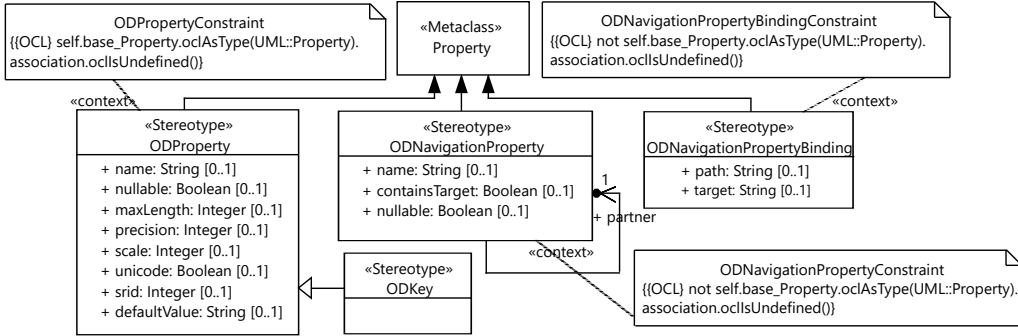 ODPropertyConstraint
{{OCL} self.base_Property.oclAsType(UML::Property).
association.oclIsUndefined()}
«Metaclass»
Property
ODNavigationPropertyBindingConstraint
{{OCL} not self.base_Property.oclAsType(UML::Property).
association.oclIsUndefined()}
«context»
«context»
«Stereotype»
ODProperty
+ name: String [0..1]
+ nullable: Boolean [0..1]
+ maxLength: Integer [0..1]
+ precision: Integer [0..1]
+ scale: Integer [0..1]
+ unicode: Boolean [0..1]
+ srid: Integer [0..1]
+ defaultValue: String [0..1]
«Stereotype»
ODNavigationProperty
+ name: String [0..1]
+ containsTarget: Boolean [0..1]
+ nullable: Boolean [0..1]
1
+ partner
«Stereotype»
ODNavigationPropertyBinding
+ path: String [0..1]
+ target: String [0..1]
«context»
«Stereotype»
ODKey
ODNavigationPropertyConstraint
{{OCL} not self.base_Property.oclAsType(UML::Property).
association.oclIsUndefined()}